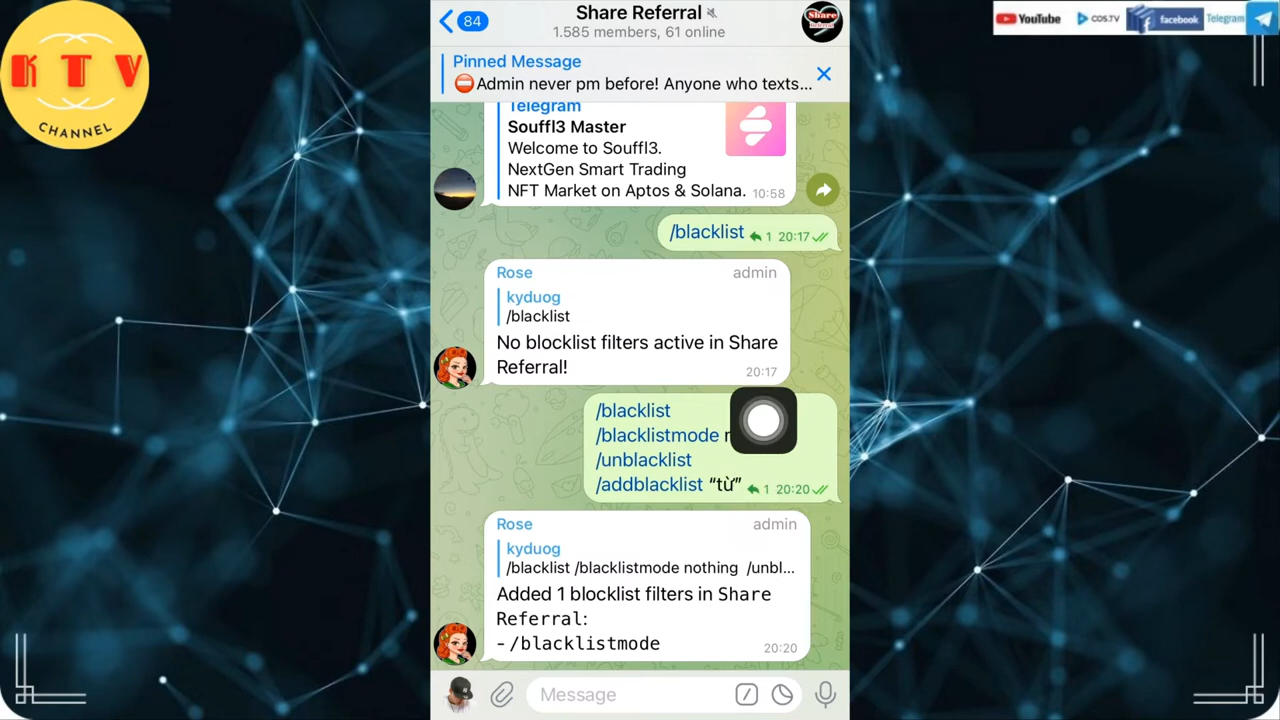 KTV
CHANNEL
YouTube
COS.TV
facebook
Telegram
84
Share Referral
1.585 members, 61 online
Share
Pinned Message
⛔Admin never pm before! Anyone who texts...
Telegram
Souffl3 Master
Welcome to Souffl3.
NextGen Smart Trading
NFT Market on Aptos & Solana. 10:58
/blacklist 1 20:17
Rose admin
kyduog
/blacklist
No blocklist filters active in Share
Referral!
20:17
/blacklist
/blacklistmode
/unblacklist
/addblacklist “từ” 1 20:20
Rose admin
kyduog
/blacklist /blacklistmode nothing /unbl...
Added 1 blocklist filters in Share
Referral:
- /blacklistmode
20:20
Message